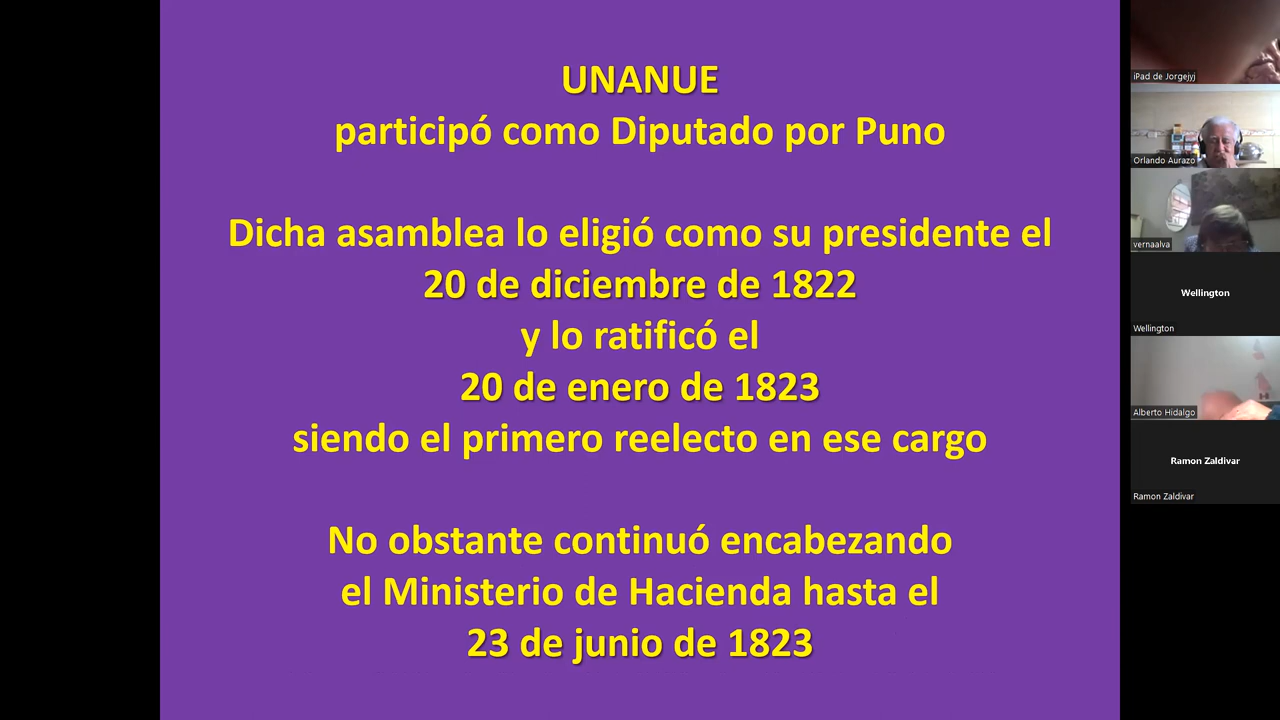 UNANUE
participó como Diputado por Puno
Dicha asamblea lo eligió como su presidente el
20 de diciembre de 1822
y lo ratificó el
20 de enero de 1823
siendo el primero reelecto en ese cargo
No obstante continuó encabezando
el Ministerio de Hacienda hasta el
23 de junio de 1823
iPad de Jorgejyj
Orlando Aurazo
vernaalva
Wellington
Wellington
Alberto Hidalgo
Ramon Zaldivar
Ramon Zaldivar